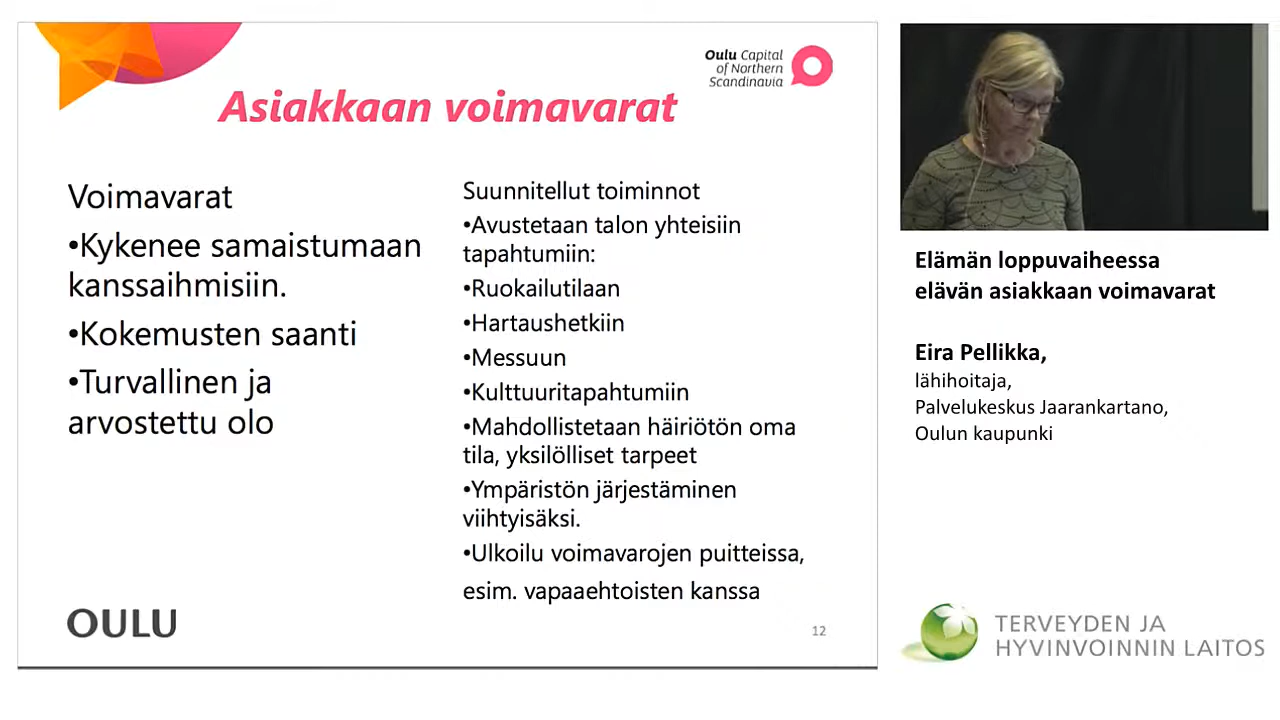 Oulu Capital
of Northern
Scandinavia
Asiakkaan voimavarat
Voimavarat
•Kykenee samaistumaan
kanssaihmisiin.
•Kokemusten saanti
•Turvallinen ja
arvostettu olo
Suunnitellut toiminnot
•Avustetaan talon yhteisiin
tapahtumiin:
•Ruokailutilaan
•Hartaushetkiin
•Messuun
•Kulttuuritapahtumiin
•Mahdollistetaan häiriötön oma
tila, yksilölliset tarpeet
•Ympäristön järjestäminen
viihtyisäksi.
•Ulkoilu voimavarojen puitteissa,
esim. vapaaehtoisten kanssa
OULU
12
Elämän loppuvaiheessa
elävän asiakkaan voimavarat
Eira Pellikka,
lähihoitaja,
Palvelukeskus Jaarankartano,
Oulun kaupunki
TERVEYDEN JA
HYVINVOINNIN LAITOS